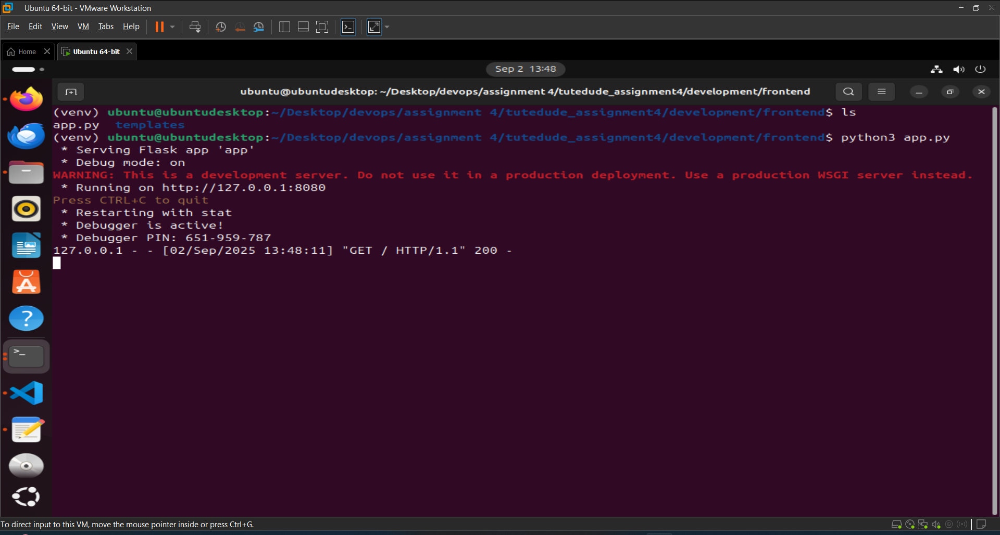 Ubuntu 64-bit - VMware Workstation
File Edit View VM Tabs Help
Home
Ubuntu 64-bit
Sep 2 13:48
ubuntu@ubuntudesktop: ~/Desktop/devops/assignment 4/tutedude_assignment4/development/frontend
(venv) ubuntu@ubuntudesktop:~/Desktop/devops/assignment 4/tutedude_assignment4/development/frontend$ ls
app.py templates
(venv) ubuntu@ubuntudesktop:~/Desktop/devops/assignment 4/tutedude_assignment4/development/frontend$ python3 app.py
* Serving Flask app 'app'
* Debug mode: on
WARNING: This is a development server. Do not use it in a production deployment. Use a production WSGI server instead.
* Running on http://127.0.0.1:8080
Press CTRL+C to quit
* Restarting with stat
* Debugger is active!
* Debugger PIN: 651-959-787
127.0.0.1 - - [02/Sep/2025 13:48:11] "GET / HTTP/1.1" 200 -
To direct input to this VM, move the mouse pointer inside or press Ctrl+G.